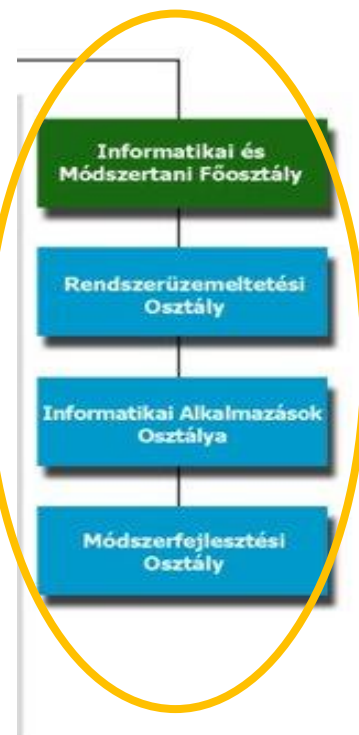 Informatikai és
Módszertani Főosztály
Rendszerüzemeltetési
Osztály
Informatikai Alkalmazások
Osztálya
Módszerfejlesztési
Osztály